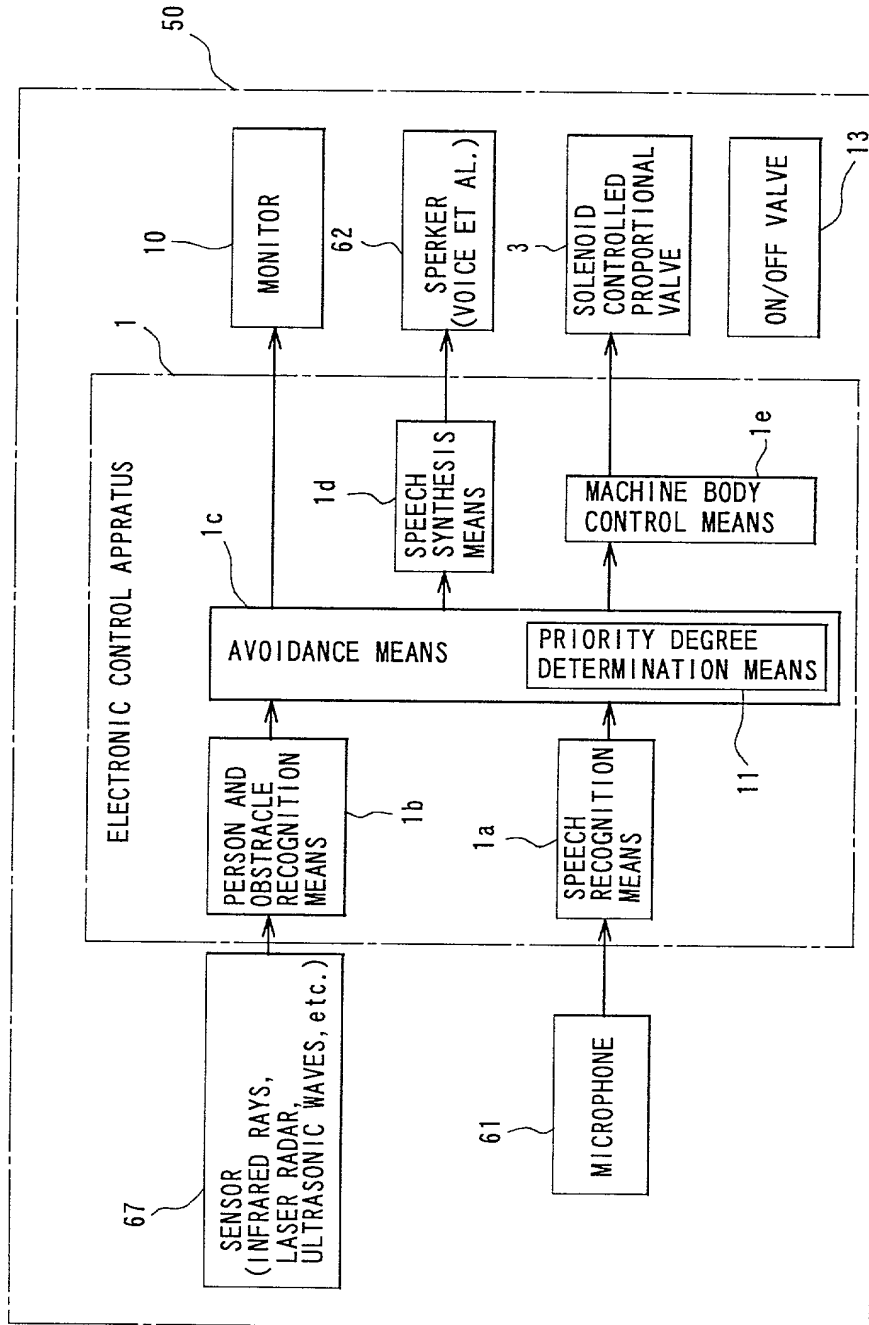 50
1
ELECTRONIC CONTROL APPRATUS
67
SENSOR
(INFRARED RAYS,
LASER RADAR,
ULTRASONIC WAVES, etc.)
PERSON AND
OBSTRACLE
RECOGNITION
MEANS
1b
1c
AVOIDANCE MEANS
10
MONITOR
1d
SPEECH
SYNTHESIS
MEANS
62
SPERKER
(VOICE ET AL.)
61
MICROPHONE
1a
SPEECH
RECOGNITION
MEANS
PRIORITY DEGREE
DETERMINATION MEANS
11
1e
MACHINE BODY
CONTROL MEANS
3
SOLENOID
CONTROLLED
PROPORTIONAL
VALVE
ON/OFF VALVE
13